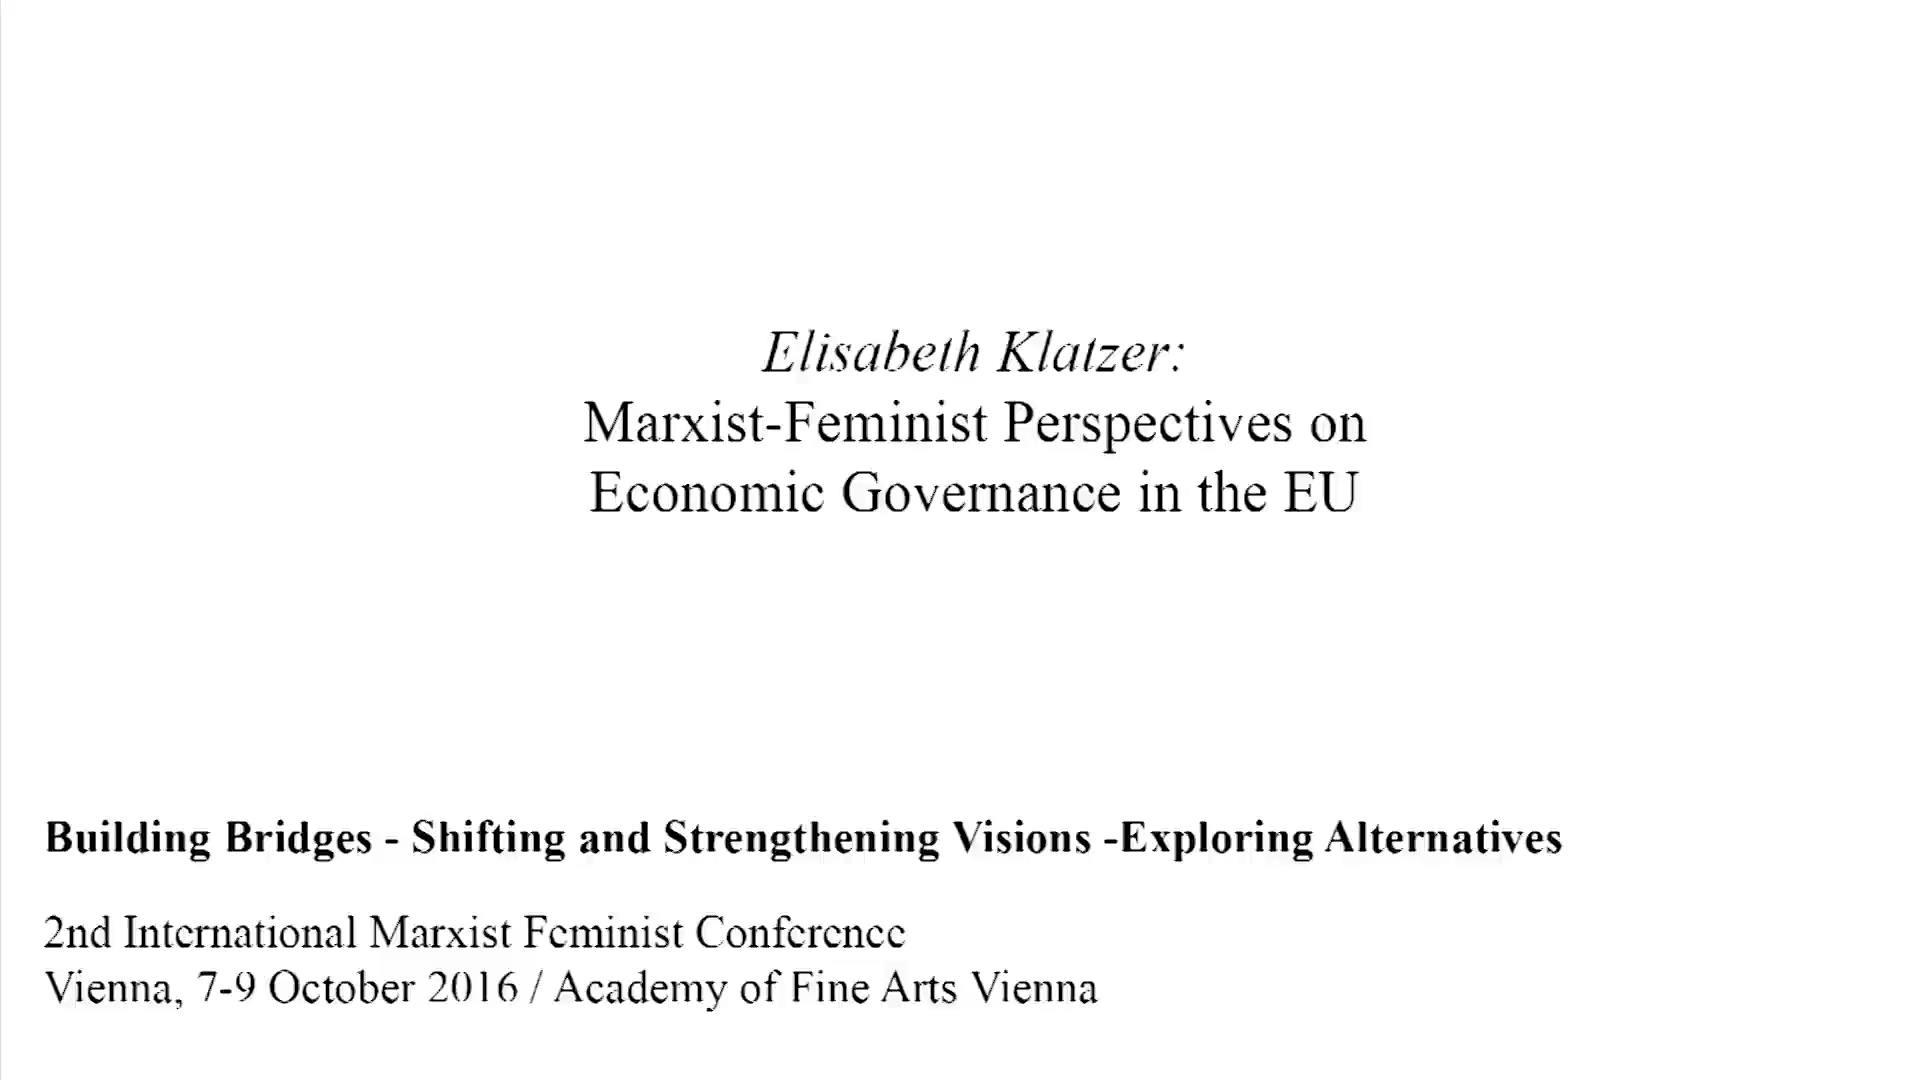 Elisabeth Klatzer:
Marxist-Feminist Perspectives on
Economic Governance in the EU
Building Bridges - Shifting and Strengthening Visions -Exploring Alternatives
2nd International Marxist Feminist Conference
Vienna, 7-9 October 2016 / Academy of Fine Arts Vienna